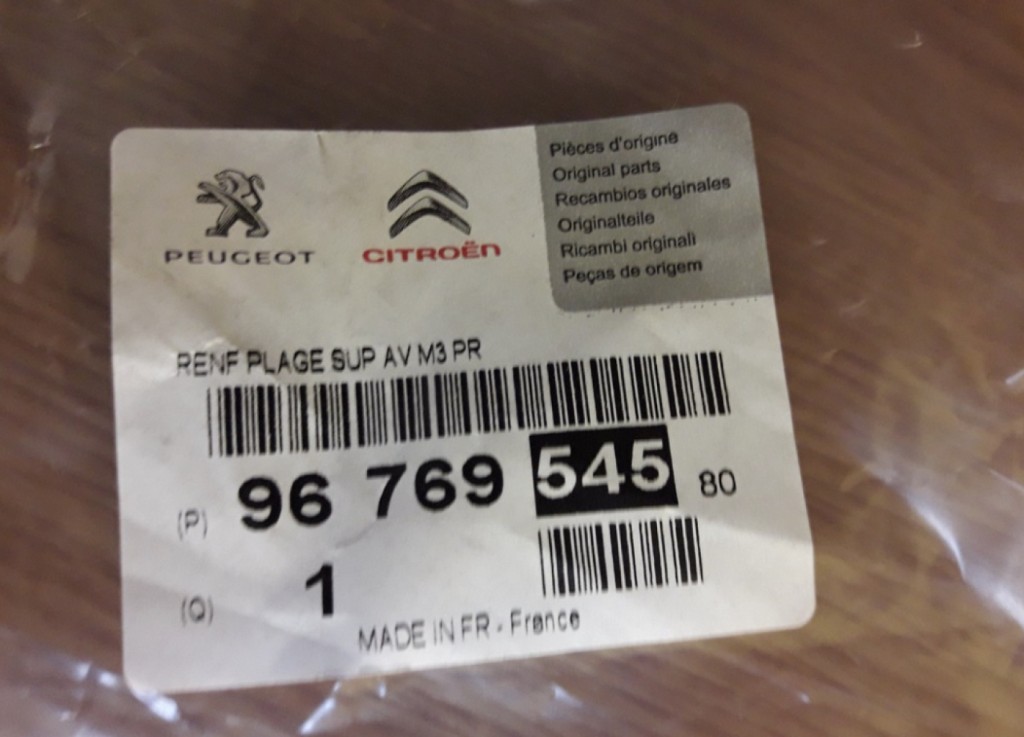 PEUGEOT
CITROËN
Pièces d'origine
Original parts
Recambios originales
Originalteile
Ricambi originali
Peças de origem
RENF PLAGE SUP AV M3 PR
(P) 96 769 545 80
(Q) 1
MADE IN FR - France